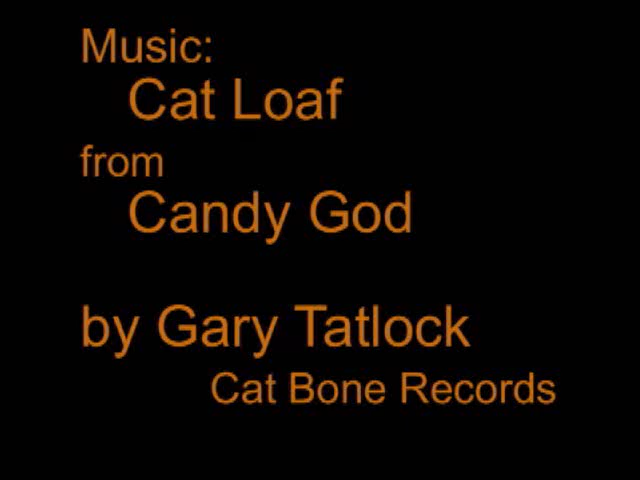 Music:
Cat Loaf
from
Candy God
by Gary Tatlock
Cat Bone Records